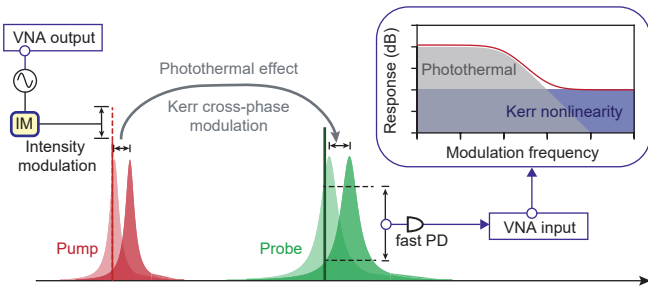 VNA output
IM
Intensity
modulation
Photothermal effect
Kerr cross-phase
modulation
Pump
Probe
fast PD
VNA input
Response (dB)
Photothermal
Kerr nonlinearity
Modulation frequency